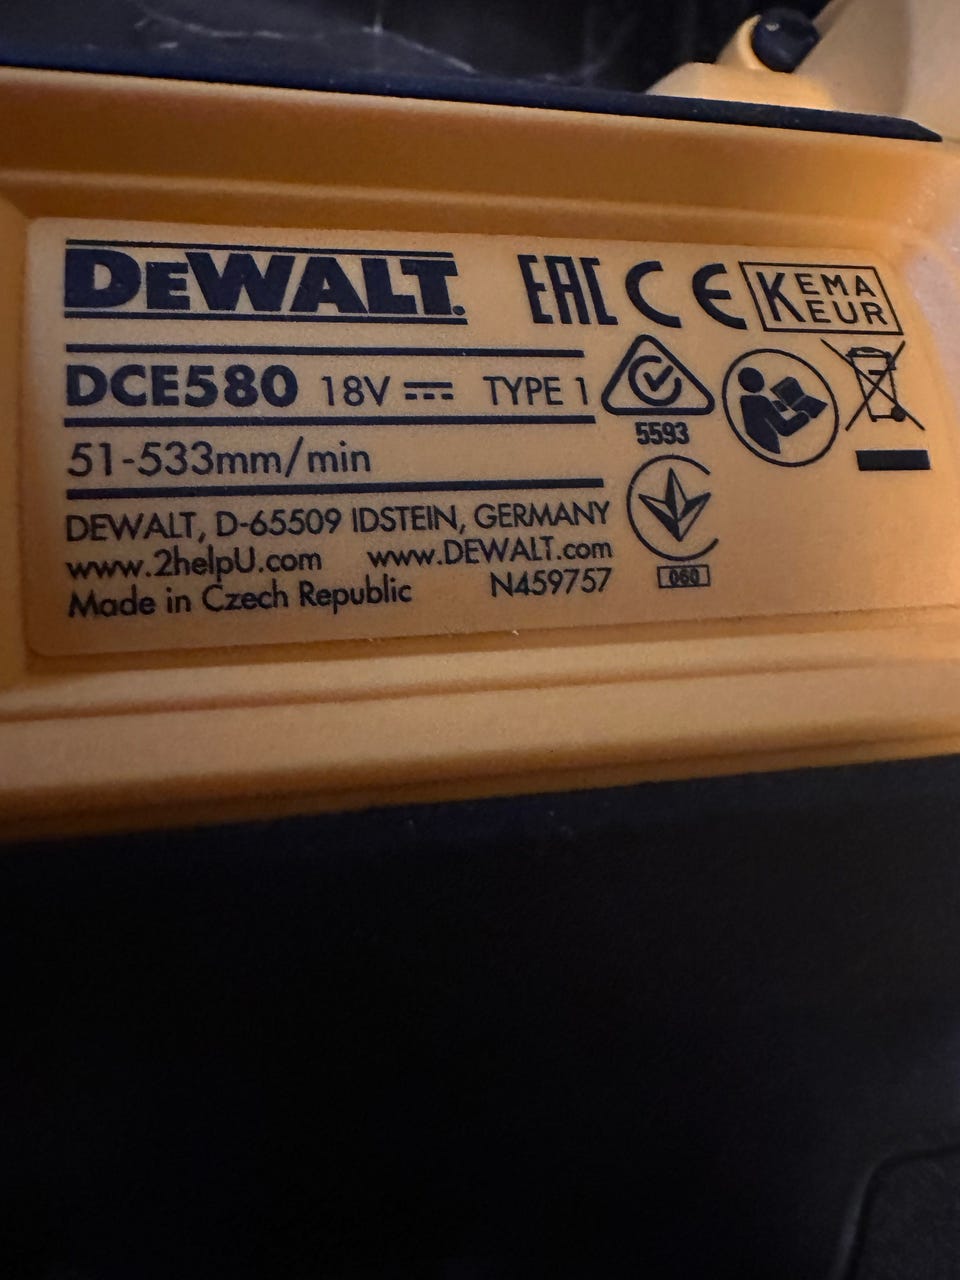 DEWALT.
DCE580 18V TYPE 1
51-533mm/min
DEWALT, D-65509 IDSTEIN, GERMANY
www.2helpU.com www.DEWALT.com
Made in Czech Republic N459757
EAC CE KEMA KEUR
5593
060